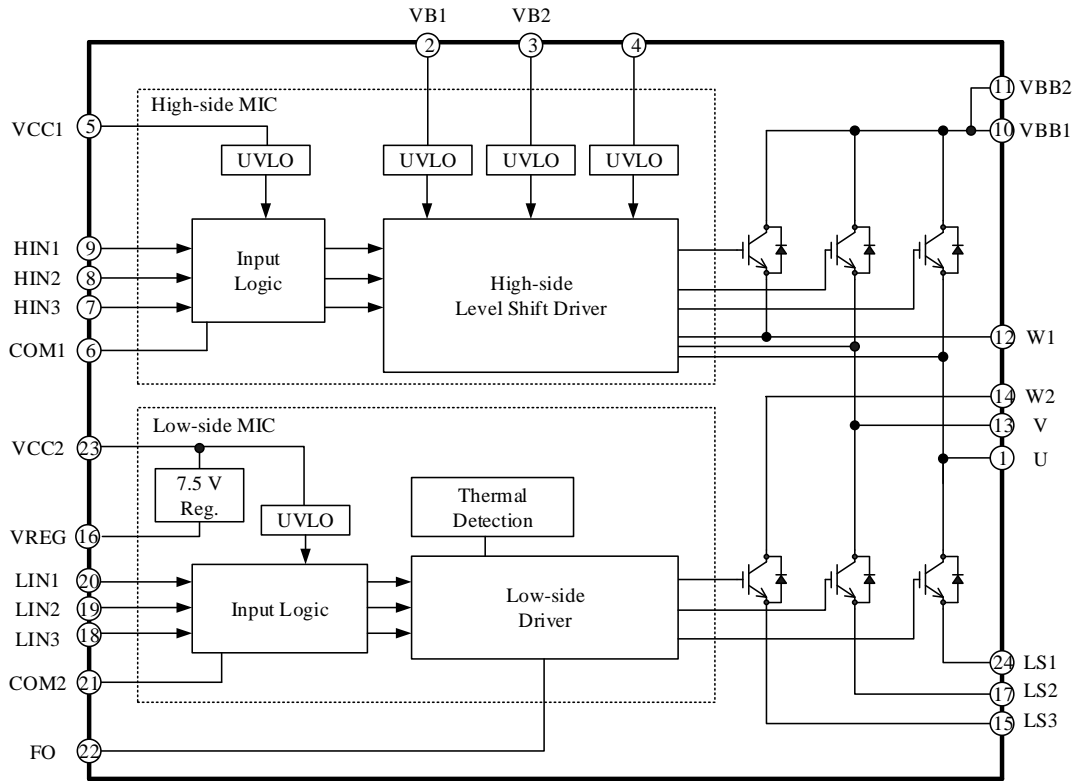 VB1
VB2
2
3
4
High-side MIC
VCC1
5
UVLO
UVLO
UVLO
UVLO
11
VBB2
10
VBB1
HIN1
9
HIN2
8
HIN3
7
COM1
6
Input
Logic
High-side
Level Shift Driver
12
W1
14
W2
13
V
1
U
Low-side MIC
VCC2
23
7.5 V
Reg.
UVLO
Thermal
Detection
VREG
16
LIN1
20
LIN2
19
LIN3
18
COM2
21
Input Logic
Low-side
Driver
24
LS1
17
LS2
15
LS3
FO
22